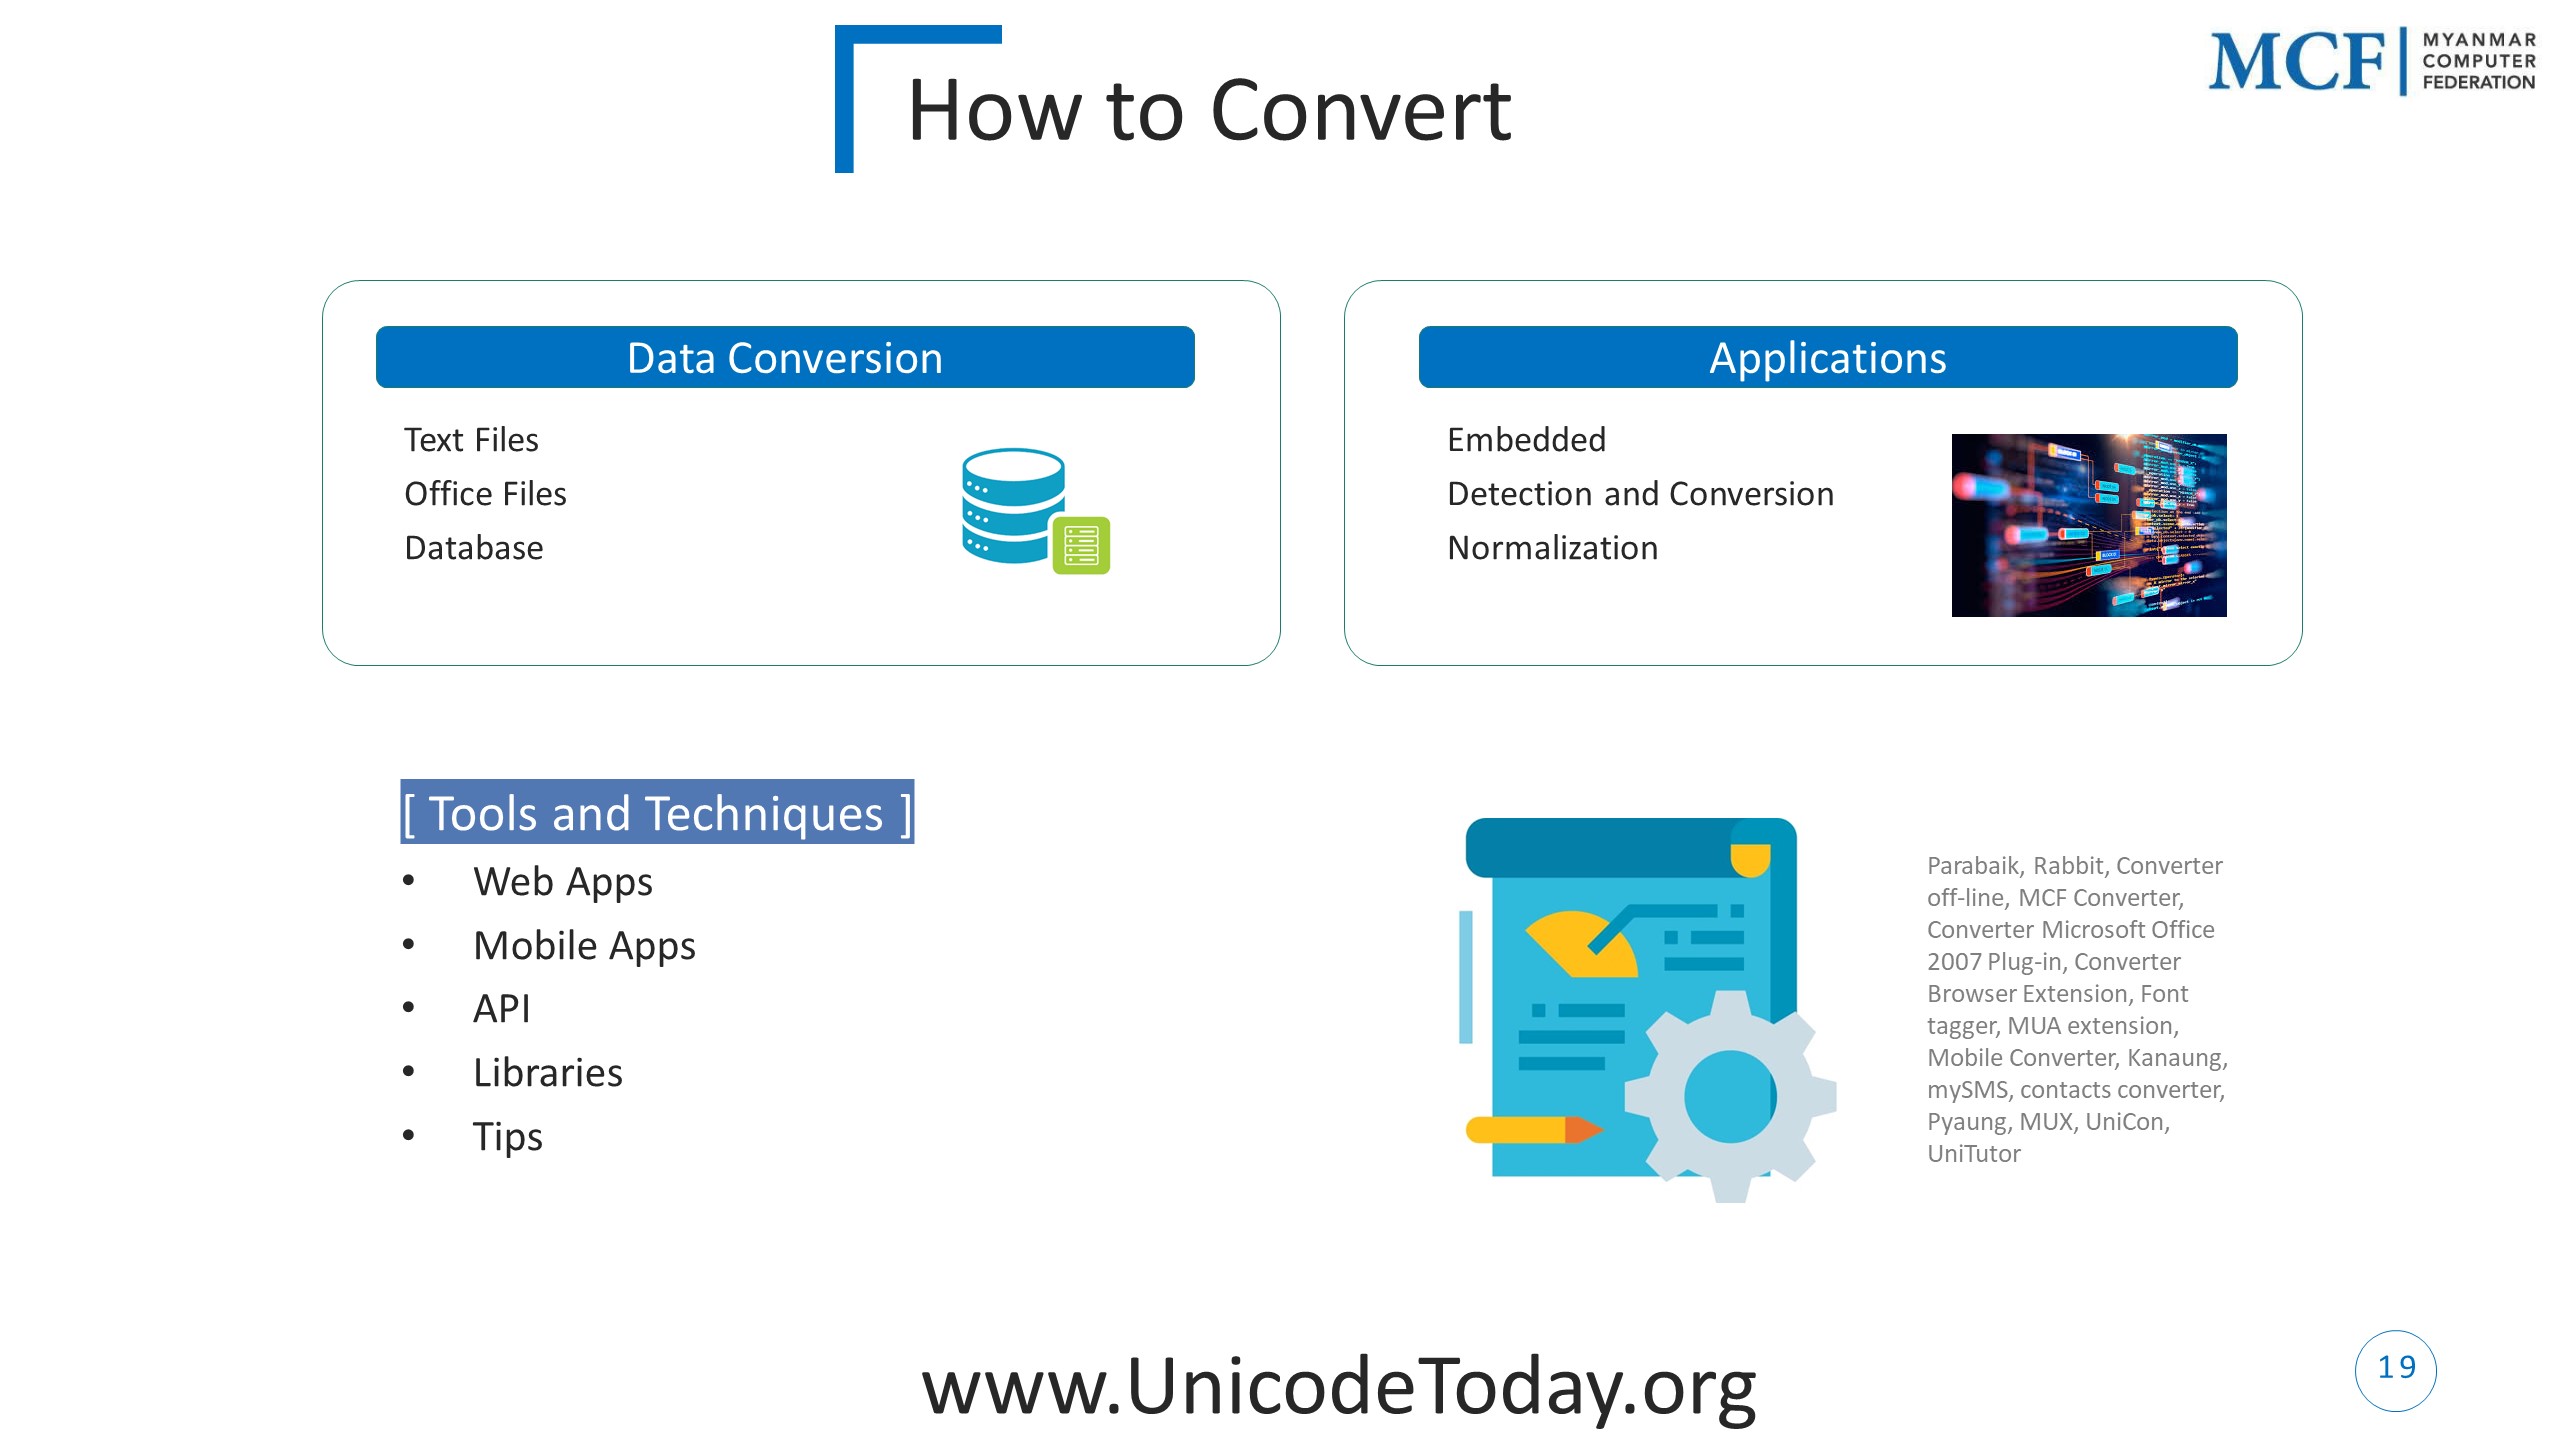 MCF
MYANMAR
COMPUTER
FEDERATION
How to Convert
Data Conversion
Text Files
Office Files
Database
Applications
Embedded
Detection and Conversion
Normalization
[ Tools and Techniques ]
• Web Apps
• Mobile Apps
• API
• Libraries
• Tips
Parabaik, Rabbit, Converter
off-line, MCF Converter,
Converter Microsoft Office
2007 Plug-in, Converter
Browser Extension, Font
tagger, MUA extension,
Mobile Converter, Kanaung,
mySMS, contacts converter,
Pyaung, MUX, UniCon,
UniTutor
www.UnicodeToday.org
19